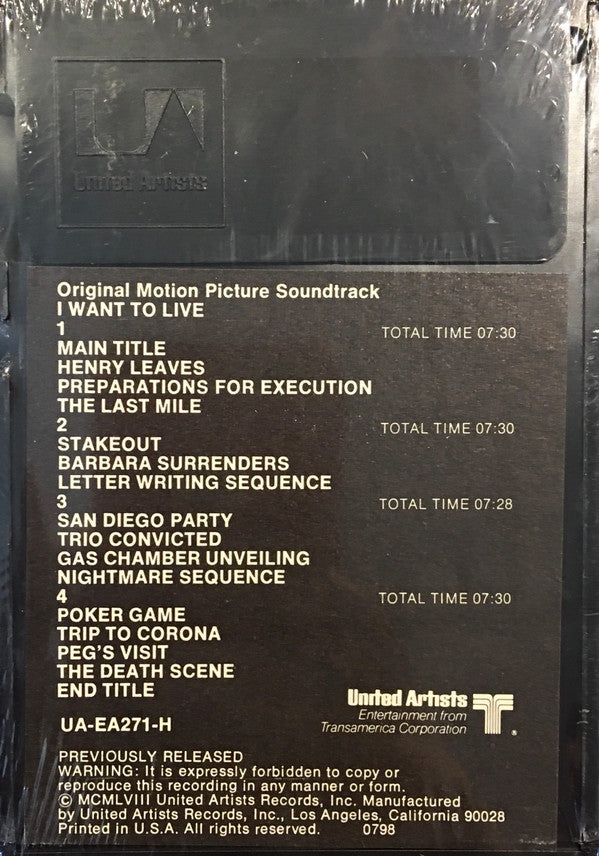 UA
United Artists
Original Motion Picture Soundtrack
I WANT TO LIVE
1 TOTAL TIME 07:30
MAIN TITLE
HENRY LEAVES
PREPARATIONS FOR EXECUTION
THE LAST MILE
2 TOTAL TIME 07:30
STAKEOUT
BARBARA SURRENDERS
LETTER WRITING SEQUENCE
3 TOTAL TIME 07:28
SAN DIEGO PARTY
TRIO CONVICTED
GAS CHAMBER UNVEILING
NIGHTMARE SEQUENCE
4 TOTAL TIME 07:30
POKER GAME
TRIP TO CORONA
PEG'S VISIT
THE DEATH SCENE
END TITLE
United Artists
Entertainment from
Transamerica Corporation
®
UA-EA271-H
PREVIOUSLY RELEASED
WARNING: It is expressly forbidden to copy or
reproduce this recording in any manner or form.
© MCMLVIII United Artists Records, Inc. Manufactured
by United Artists Records, Inc., Los Angeles, California 90028
Printed in U.S.A. All rights reserved. 0798